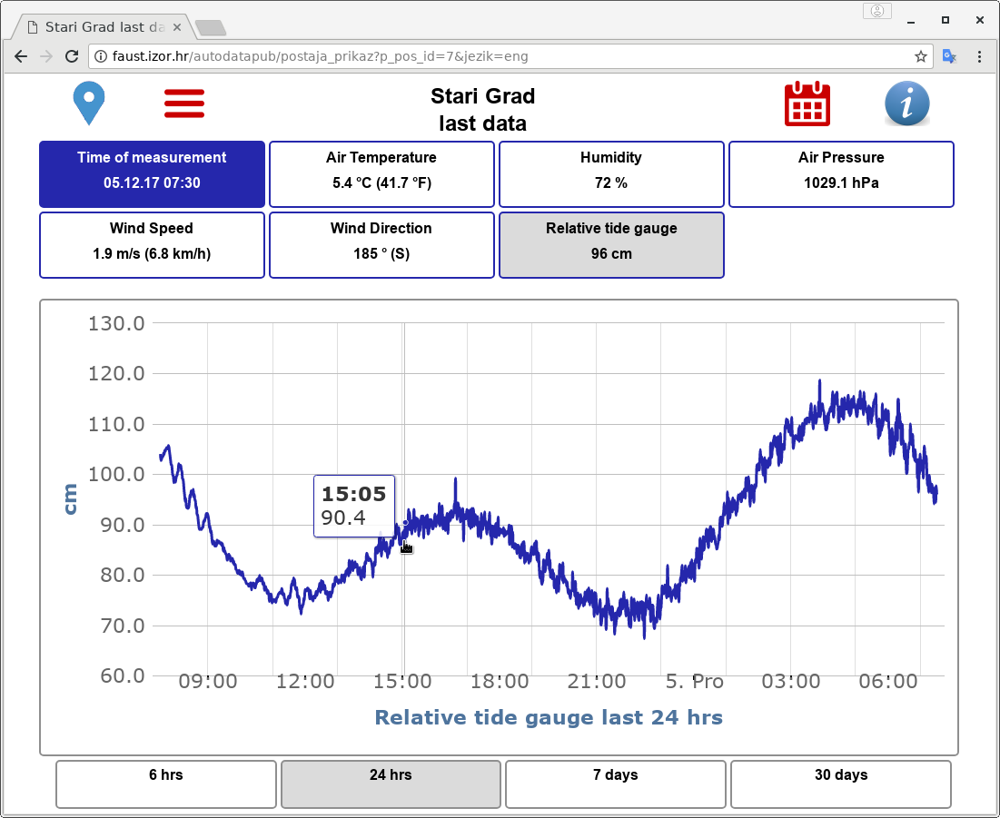 Stari Grad last da
faust.izor.hr/autodatapub/postaja_prikaz?p_pos_id=7&jezik=eng
Stari Grad
last data
Time of measurement
05.12.17 07:30
Air Temperature
5.4 °C (41.7 °F)
Humidity
72 %
Air Pressure
1029.1 hPa
Wind Speed
1.9 m/s (6.8 km/h)
Wind Direction
185 ° (S)
Relative tide gauge
96 cm
130.0
120.0
110.0
100.0
90.0
80.0
70.0
60.0
cm
15:05
90.4
09:00
12:00
15:00
18:00
21:00
5. Pro
03:00
06:00
Relative tide gauge last 24 hrs
6 hrs
24 hrs
7 days
30 days